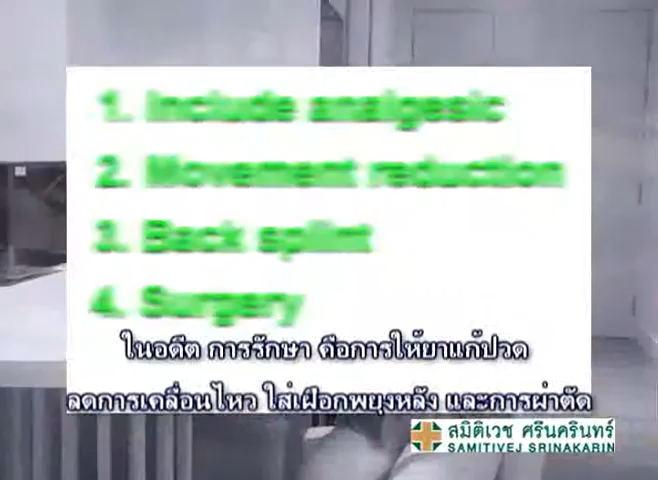 1. Include analgesic
2. Movement reduction
3. Back splint
4. Surgery
ในอดีต การรักษา คือการให้ยาแก้ปวด
ลดการเคลื่อนไหว ใส่เฝือกพยุงหลัง และการผ่าตัด
สมิติเวช ศรีนครินทร์
SAMITIVEJ SRINAKARIN